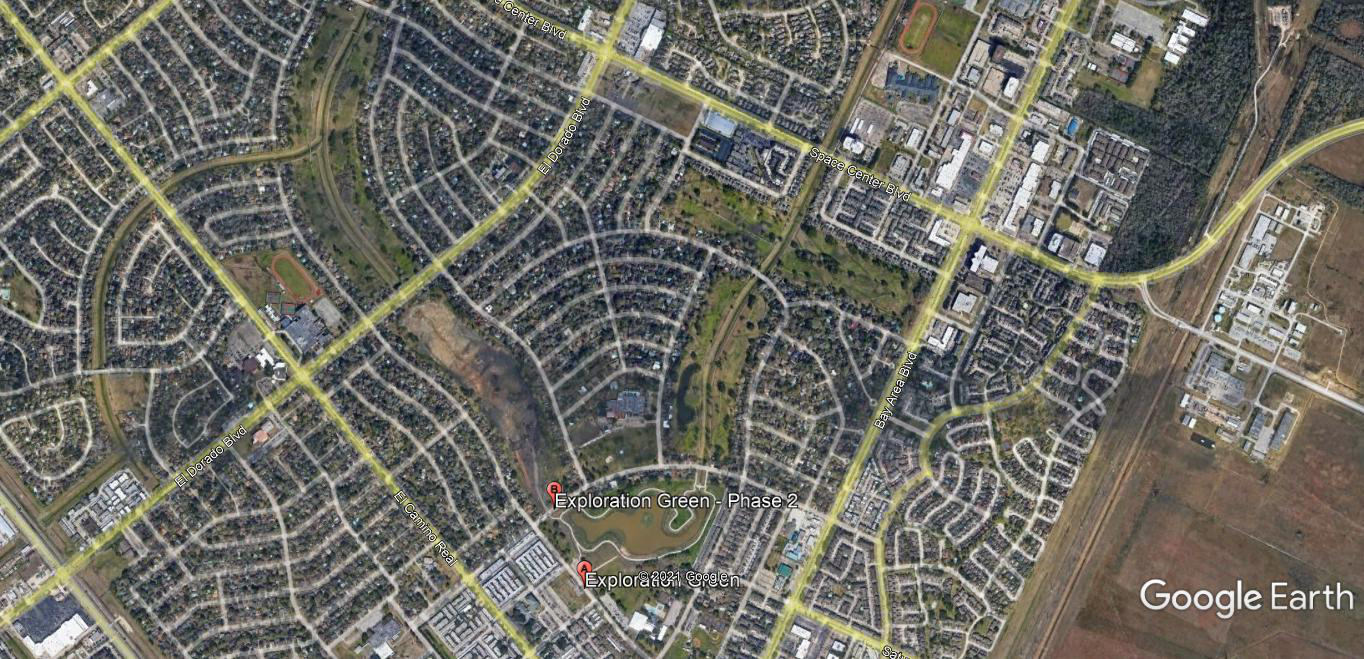 e Center Blvd
El Dorado Blvd
Space Center Blvd
Bay Area Blvd
El Dorado Blvd
El Camino Real
B
Exploration Green - Phase 2
A
Exploration Green
© 2021 Google
Google Earth
Satu